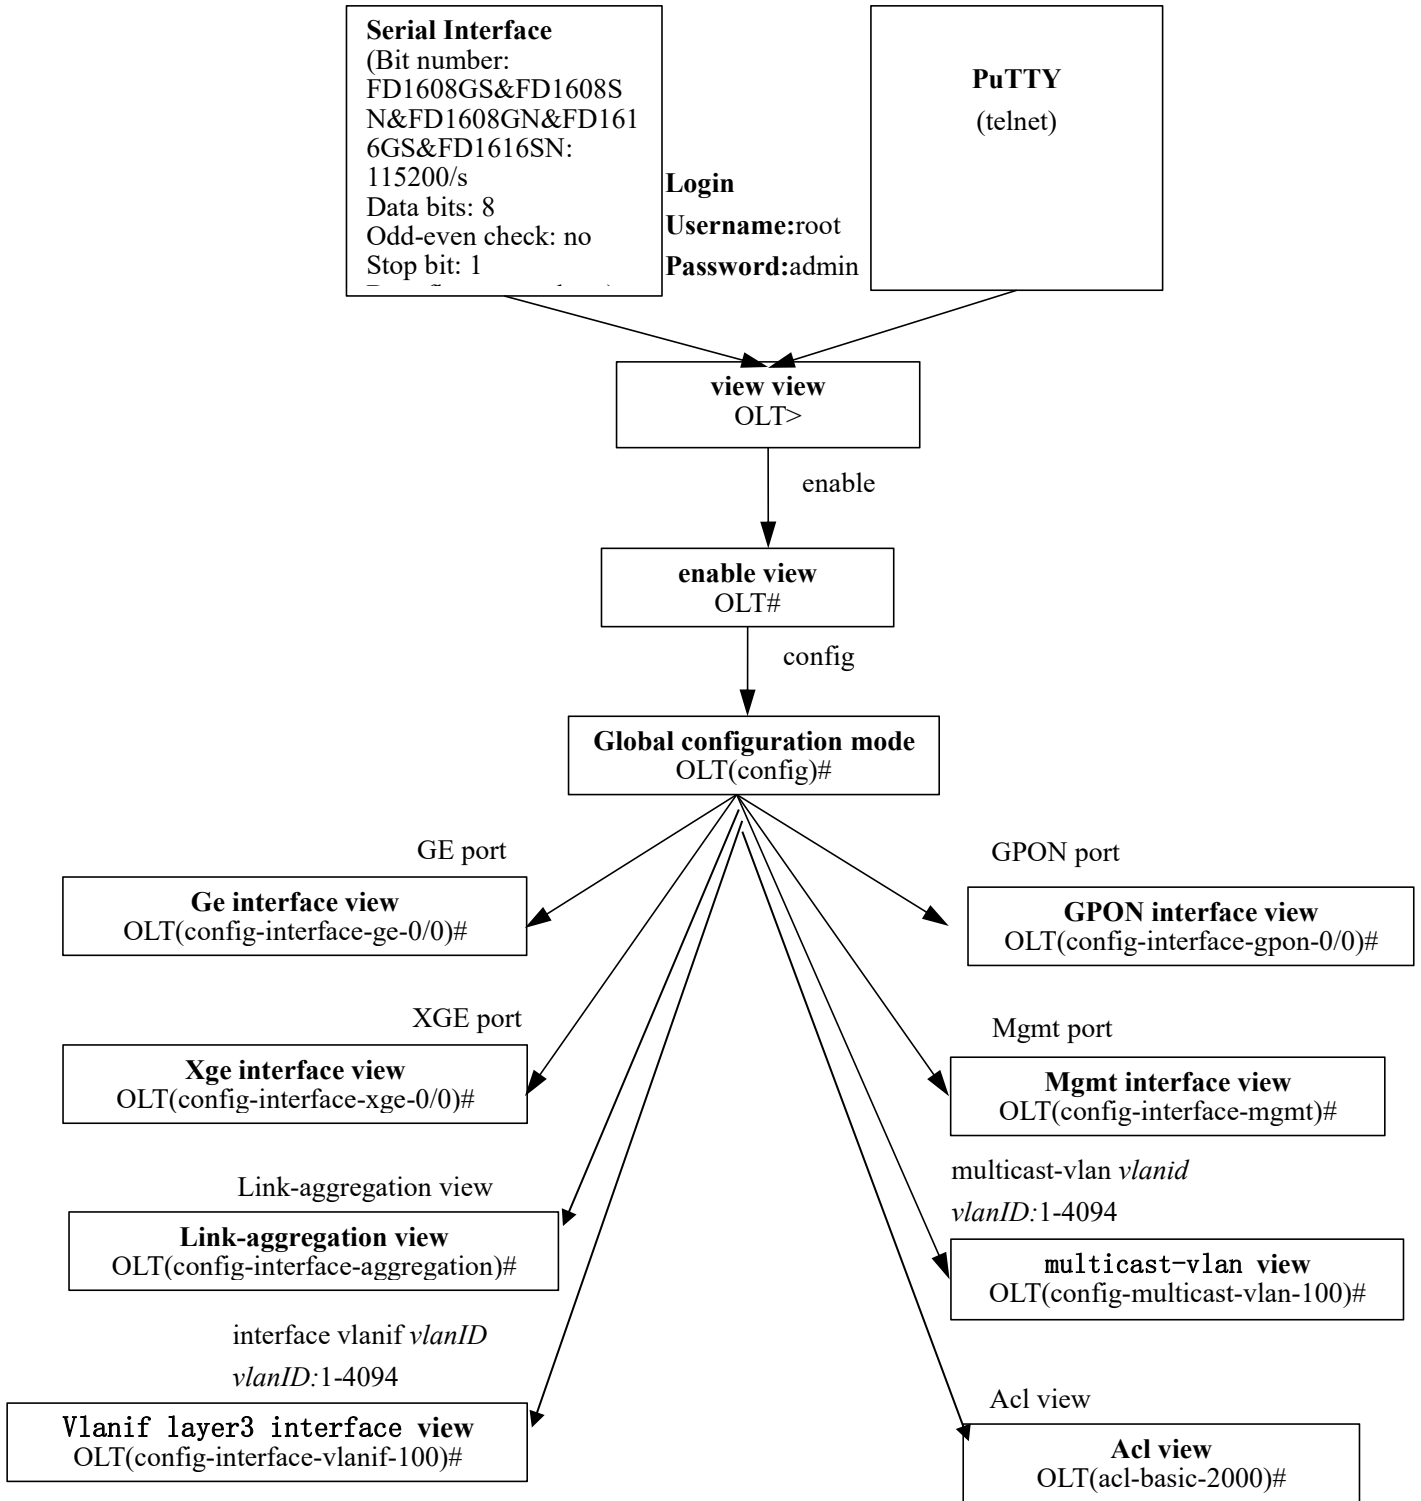 Serial Interface
(Bit number:
FD1608GS&FD1608S
N&FD1608GN&FD161
6GS&FD1616SN:
115200/s
Data bits: 8
Odd-even check: no
Stop bit: 1
PuTTY
(telnet)
Login
Username:root
Password:admin
view view
OLT>
enable
enable view
OLT#
config
Global configuration mode
OLT(config)#
GE port
Ge interface view
OLT(config-interface-ge-0/0)#
GPON port
GPON interface view
OLT(config-interface-gpon-0/0)#
XGE port
Xge interface view
OLT(config-interface-xge-0/0)#
Mgmt port
Mgmt interface view
OLT(config-interface-mgmt)#
Link-aggregation view
Link-aggregation view
OLT(config-interface-aggregation)#
multicast-vlan vlanid
vlanID:1-4094
multicast-vlan view
OLT(config-multicast-vlan-100)#
interface vlanif vlanID
vlanID:1-4094
Vlanif layer3 interface view
OLT(config-interface-vlanif-100)#
Acl view
Acl view
OLT(acl-basic-2000)#